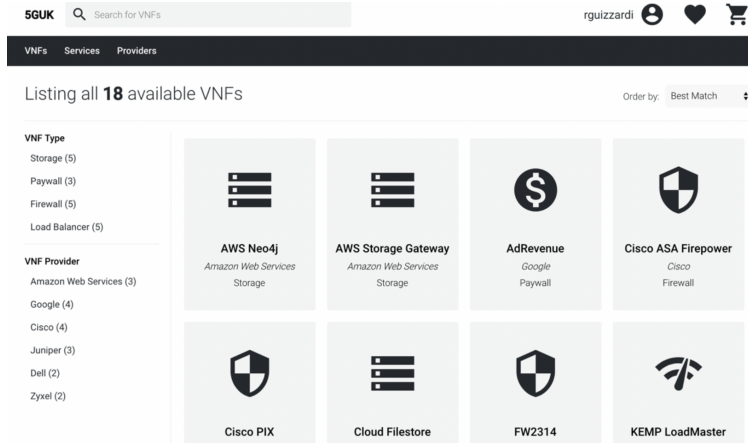 5GUK
Search for VNFs
rguizzardi
VNFs Services Providers
Listing all 18 available VNFs
Order by: Best Match
VNF Type
Storage (5)
Paywall (3)
Firewall (5)
Load Balancer (5)
VNF Provider
Amazon Web Services (3)
Google (4)
Cisco (4)
Juniper (3)
Dell (2)
Zyxel (2)
AWS Neo4j
Amazon Web Services
Storage
AWS Storage Gateway
Amazon Web Services
Storage
AdRevenue
Google
Paywall
Cisco ASA Firepower
Cisco
Firewall
Cisco PIX
Cloud Filestore
FW2314
KEMP LoadMaster